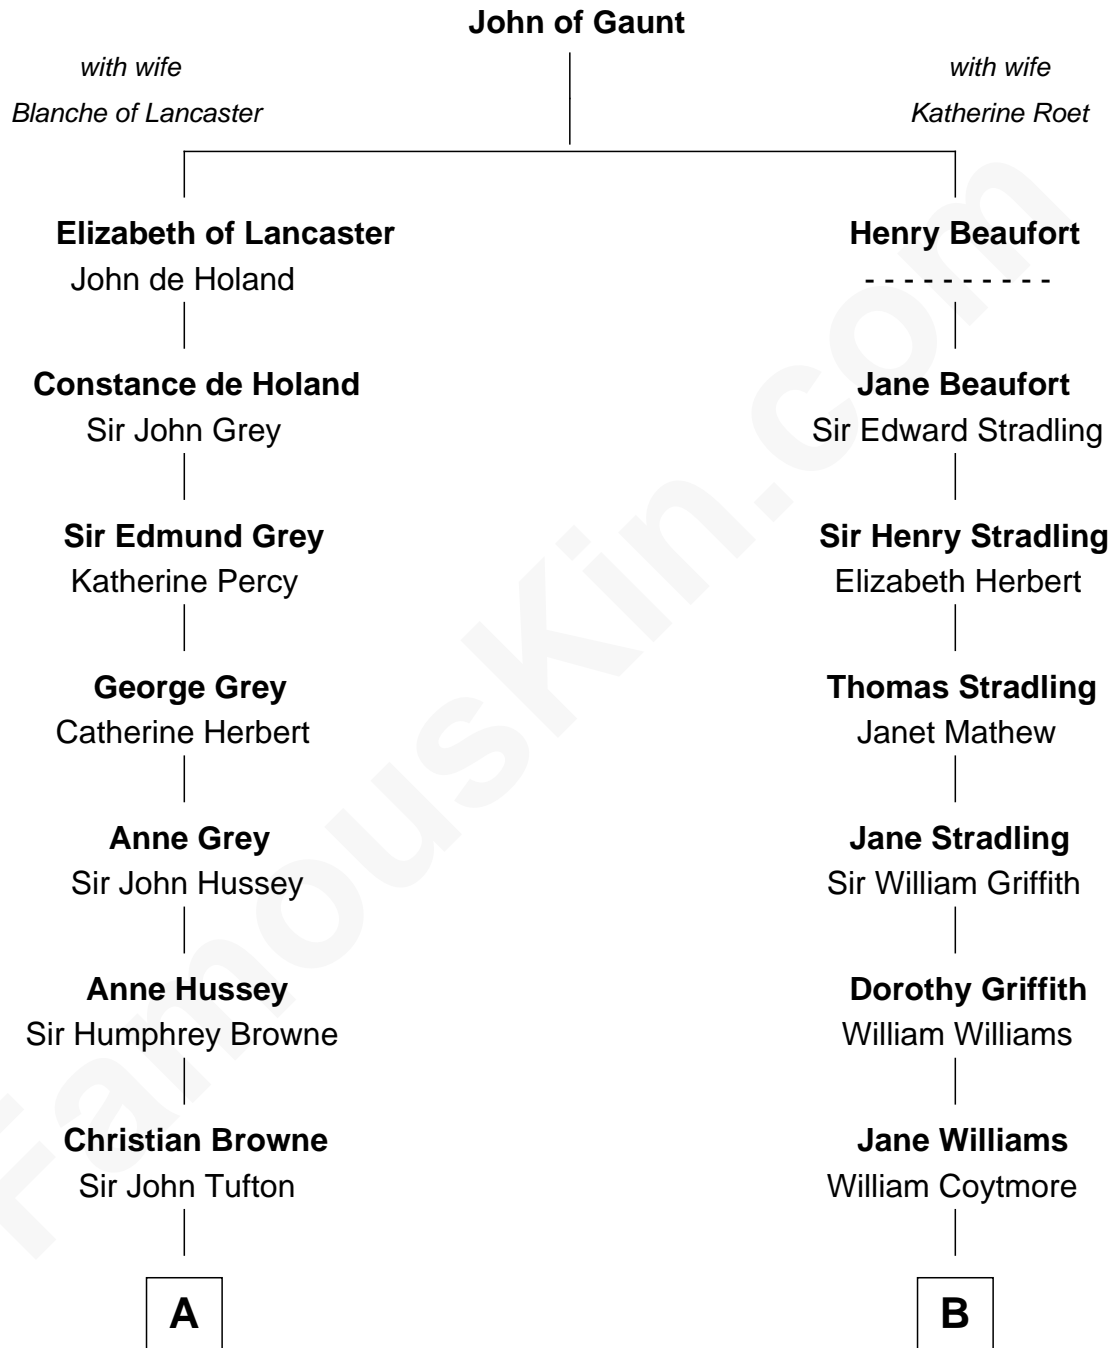 John of Gaunt
with wife
Blanche of Lancaster
with wife
Katherine Roet
Elizabeth of Lancaster
John de Holand
Henry Beaufort
- - - - - - - - - -
Constance de Holand
Sir John Grey
Jane Beaufort
Sir Edward Stradling
Sir Edmund Grey
Katherine Percy
Sir Henry Stradling
Elizabeth Herbert
George Grey
Catherine Herbert
Thomas Stradling
Janet Mathew
Anne Grey
Sir John Hussey
Jane Stradling
Sir William Griffith
Anne Hussey
Sir Humphrey Browne
Dorothy Griffith
William Williams
Christian Browne
Sir John Tufton
Jane Williams
William Coytmore
A
B
FamousKin.com